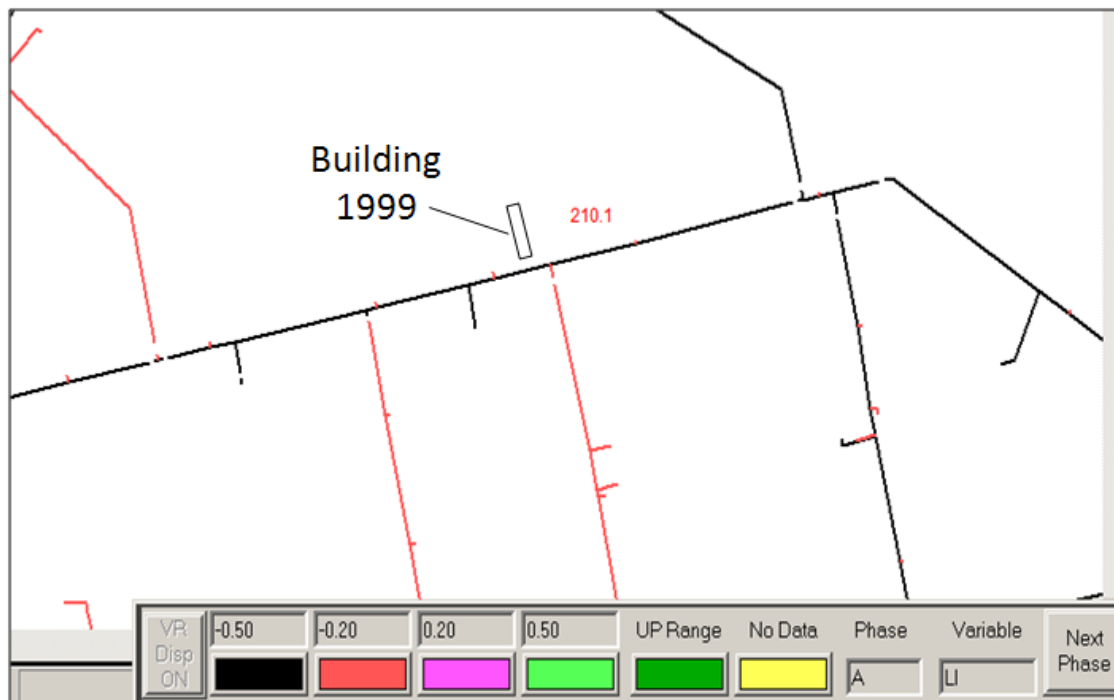 Building
1999
210.1
VR
Disp
ON
-0.50
-0.20
0.20
0.50
UP Range
No Data
Phase
A
Variable
LI
Next
Phase